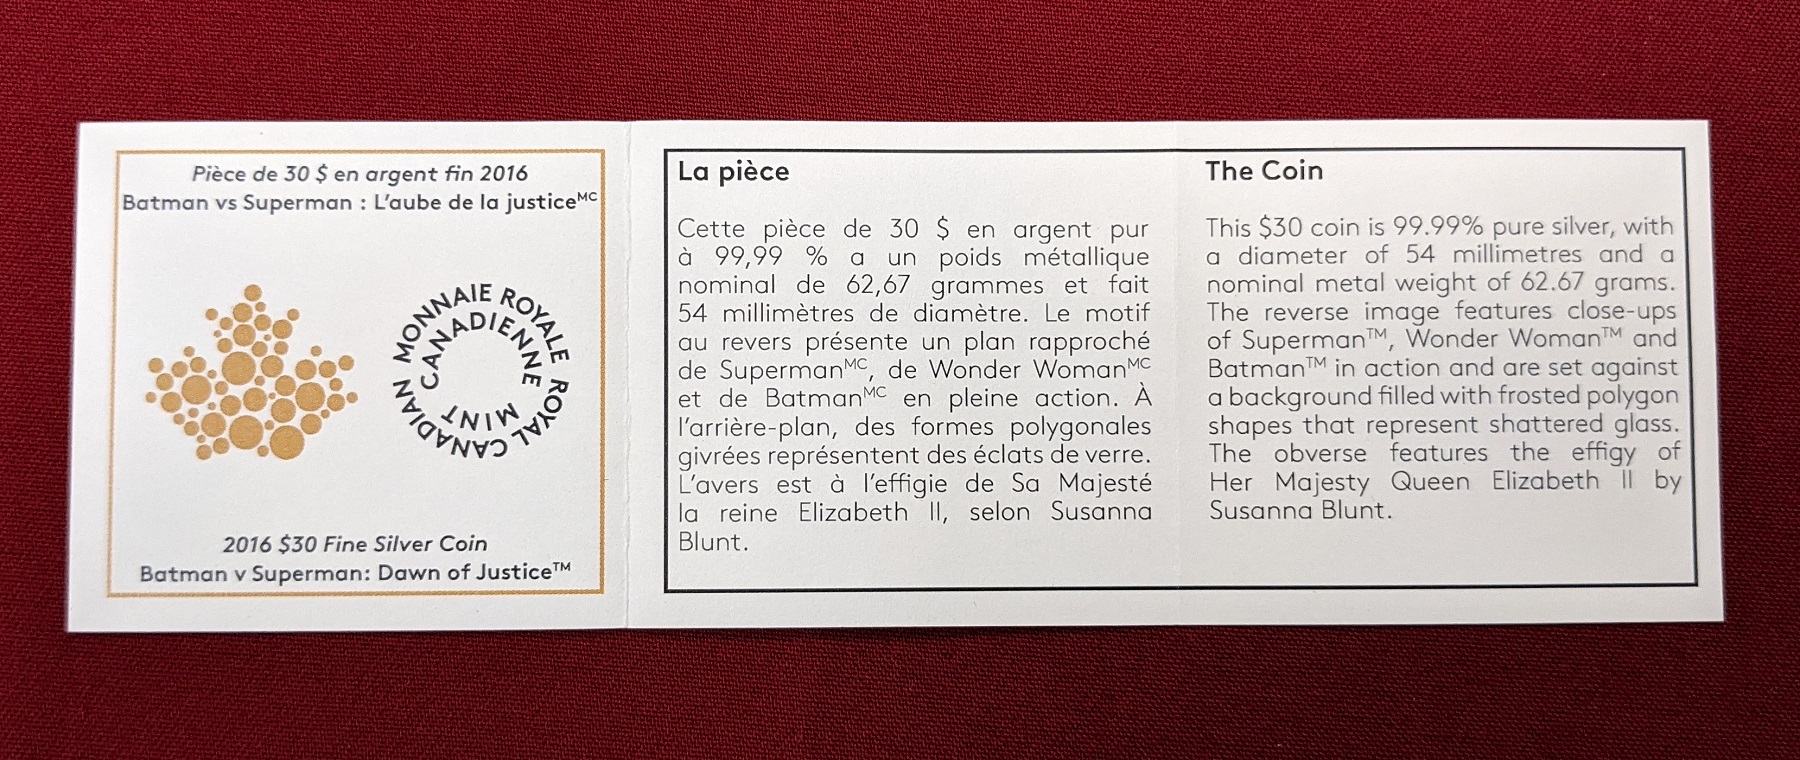 Pièce de 30 $ en argent fin 2016
Batman vs Superman : L'aube de la justiceMC
MONNAIE ROYALE
CANADIENNE
ROYAL CANADIAN
MINT
2016 $30 Fine Silver Coin
Batman v Superman: Dawn of Justice™
La pièce
Cette pièce de 30 $ en argent pur
à 99,99 % a un poids métallique
nominal de 62,67 grammes et fait
54 millimètres de diamètre. Le motif
au revers présente un plan rapproché
de SupermanMC, de Wonder WomanMC
et de BatmanMC en pleine action. À
l'arrière-plan, des formes polygonales
givrées représentent des éclats de verre.
L'avers est à l'effigie de Sa Majesté
la reine Elizabeth II, selon Susanna
Blunt.
The Coin
This $30 coin is 99.99% pure silver, with
a diameter of 54 millimetres and a
nominal metal weight of 62.67 grams.
The reverse image features close-ups
of Superman™, Wonder Woman™ and
Batman™ in action and are set against
a background filled with frosted polygon
shapes that represent shattered glass.
The obverse features the effigy of
Her Majesty Queen Elizabeth II by
Susanna Blunt.